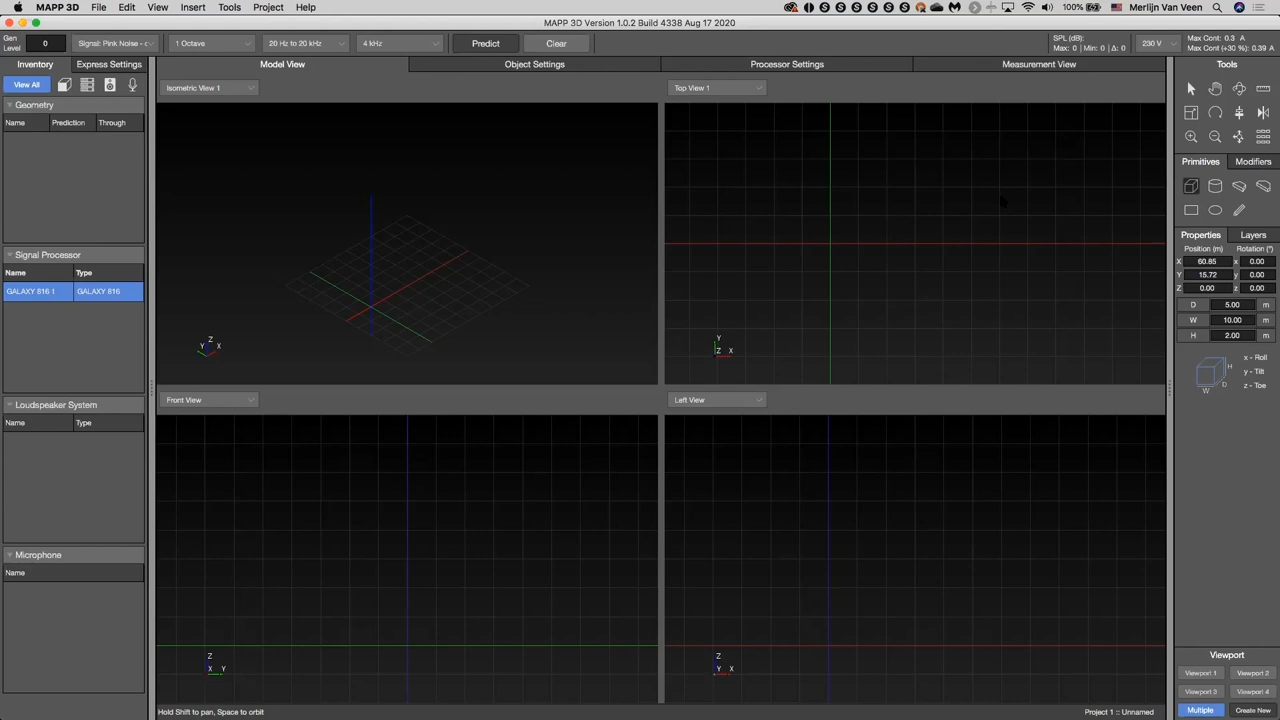 MAPP 3D File Edit View Insert Tools Project Help
100% Merlijn Van Veen
MAPP 3D Version 1.0.2 Build 4338 Aug 17 2020
Gen Level 0 Signal: Pink Noise - c 1 Octave 20 Hz to 20 kHz 4 kHz Predict Clear
SPL (dB):
Max: 0 | Min: 0 | Δ: 0
230 V
Max Cont: 0.3 A
Max Cont (+30 %): 0.39 A
Inventory Express Settings
Model View Object Settings Processor Settings Measurement View
Tools
View All
Isometric View 1
Top View 1
Geometry
Name Prediction Through
Z
Y X
Y
Z X
Signal Processor
Name Type
GALAXY 816 1 GALAXY 816
Loudspeaker System
Name Type
Microphone
Name
Front View
Left View
Z
X Y
Z
Y X
Primitives Modifiers
Properties Layers
Position (m) Rotation (°)
X 60.85 x 0.00
Y 15.72 y 0.00
Z 0.00 z 0.00
D 5.00 m
W 10.00 m
H 2.00 m
H
D
W
x - Roll
y - Tilt
z - Toe
Viewport
Viewport 1 Viewport 2
Viewport 3 Viewport 4
Multiple Create New
Hold Shift to pan, Space to orbit
Project 1 :: Unnamed